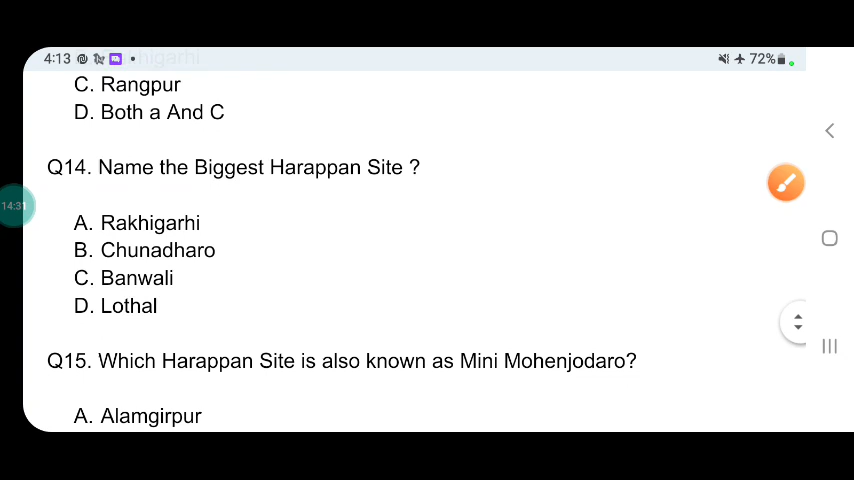 4:13 72%
C. Rangpur
D. Both a And C
Q14. Name the Biggest Harappan Site ?
14:31
A. Rakhigarhi
B. Chunadharo
C. Banwali
D. Lothal
Q15. Which Harappan Site is also known as Mini Mohenjodaro?
A. Alamgirpur